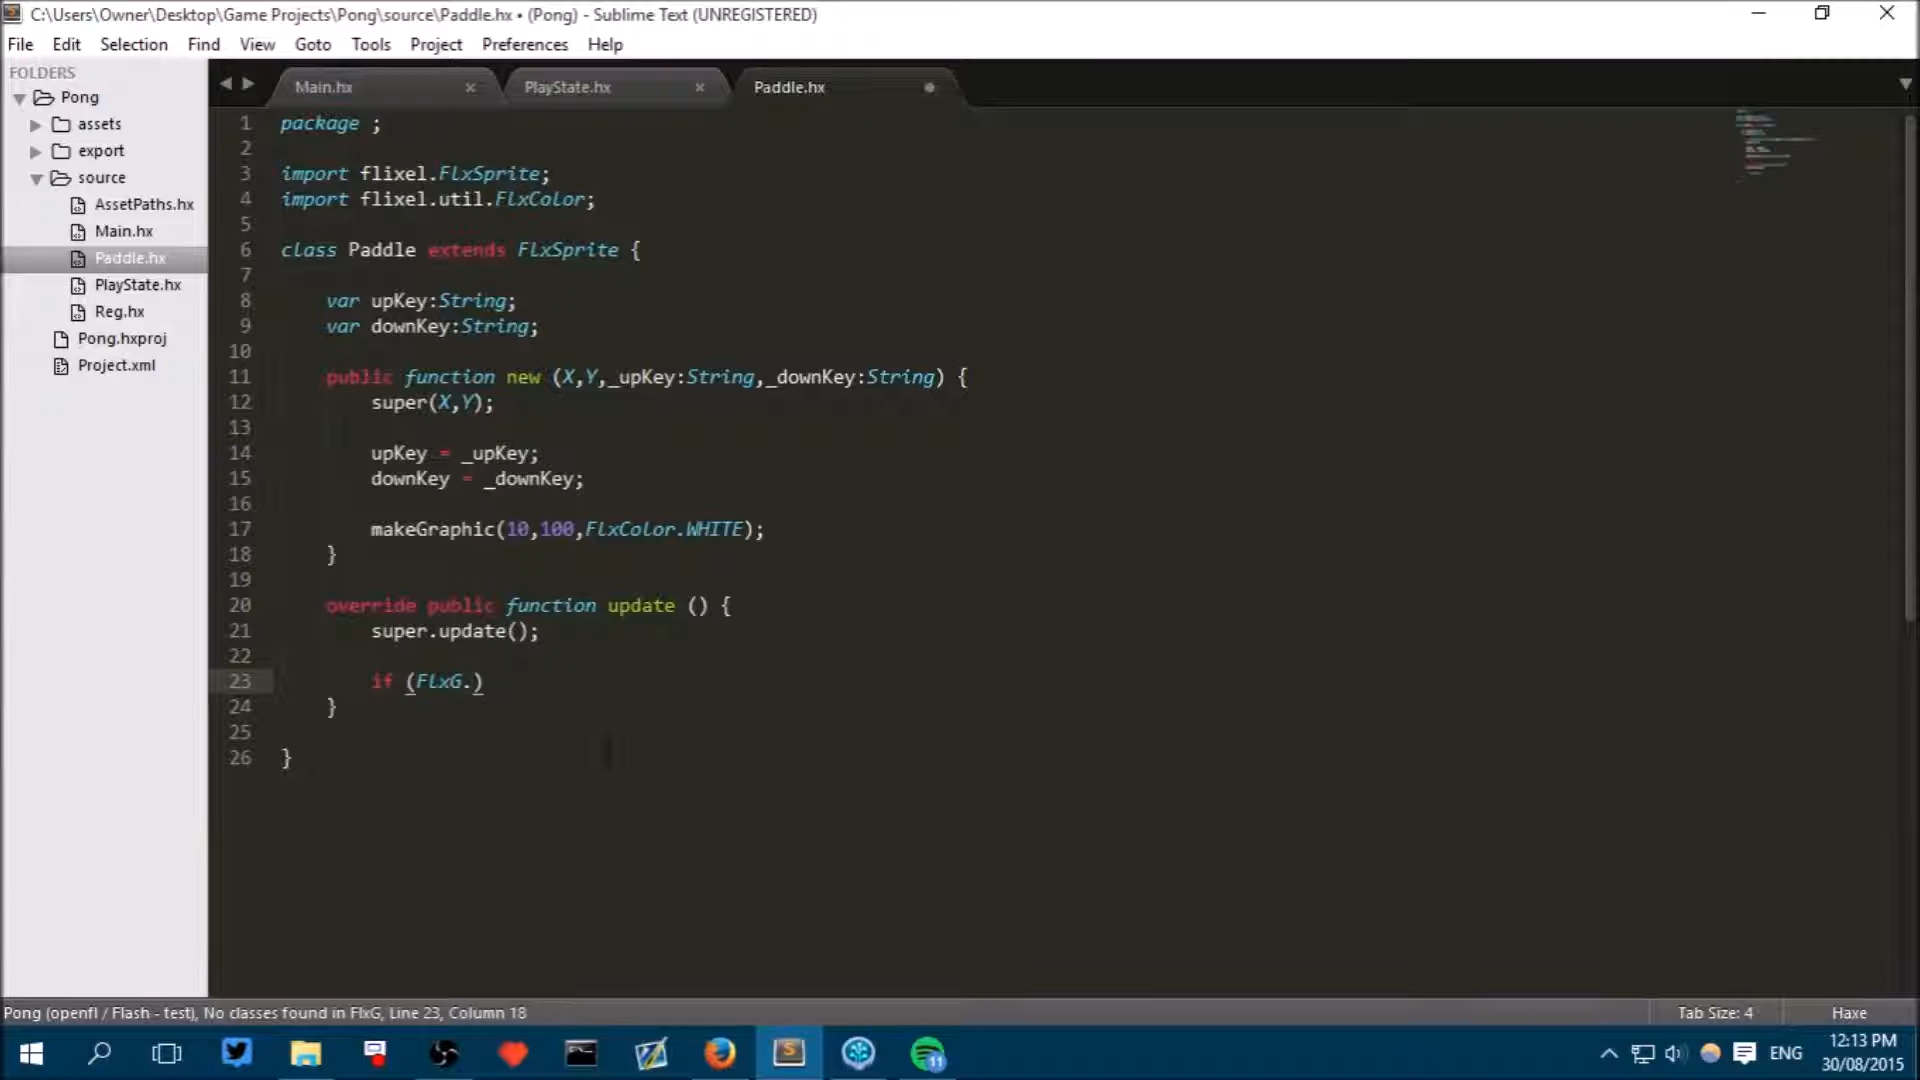 C:\Users\Owner\Desktop\Game Projects\Pong\source\Paddle.hx • (Pong) - Sublime Text (UNREGISTERED)
File Edit Selection Find View Goto Tools Project Preferences Help
FOLDERS
Pong
assets
export
source
AssetPaths.hx
Main.hx
Paddle.hx
PlayState.hx
Reg.hx
Pong.hxproj
Project.xml
Main.hx × PlayState.hx × Paddle.hx
1 package ;
2
3 import flixel.FlxSprite;
4 import flixel.util.FlxColor;
5
6 class Paddle extends FlxSprite {
7
8 var upKey:String;
9 var downKey:String;
10
11 public function new (X,Y,_upKey:String,_downKey:String) {
12 super(X,Y);
13
14 upKey = _upKey;
15 downKey = _downKey;
16
17 makeGraphic(10,100,FlxColor.WHITE);
18 }
19
20 override public function update () {
21 super.update();
22
23 if (FlxG.)
24 }
25
26 }
Pong (openfl / Flash - test), No classes found in FlxG, Line 23, Column 18 Tab Size: 4 Haxe
11
ENG
12:13 PM
30/08/2015